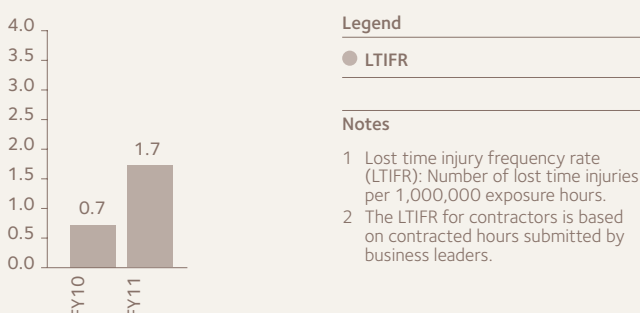 4.0
3.5
3.0
2.5
2.0
1.5
1.0
0.5
0.0
0.7
1.7
FY10
FY11
Legend
LTIFR
Notes
1 Lost time injury frequency rate
(LTIFR): Number of lost time injuries
per 1,000,000 exposure hours.
2 The LTIFR for contractors is based
on contracted hours submitted by
business leaders.